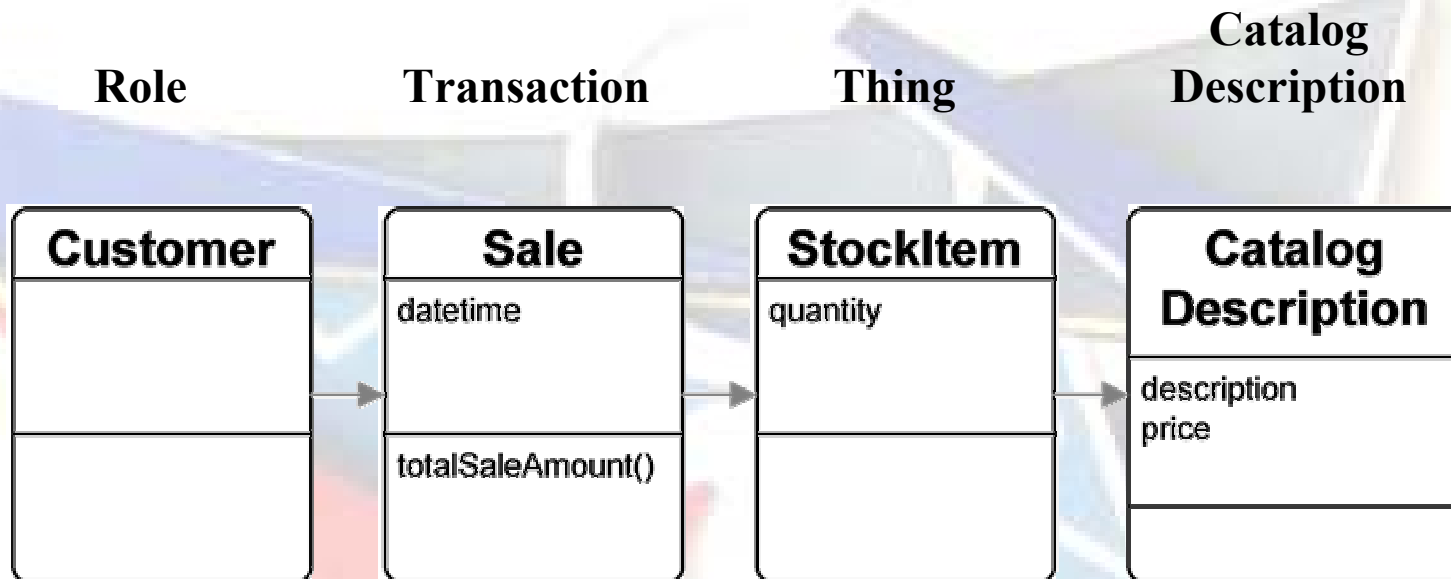 Role
Transaction
Thing
Catalog
Description
Customer
Sale
datetime
totalSaleAmount()
StockItem
quantity
Catalog
Description
description
price